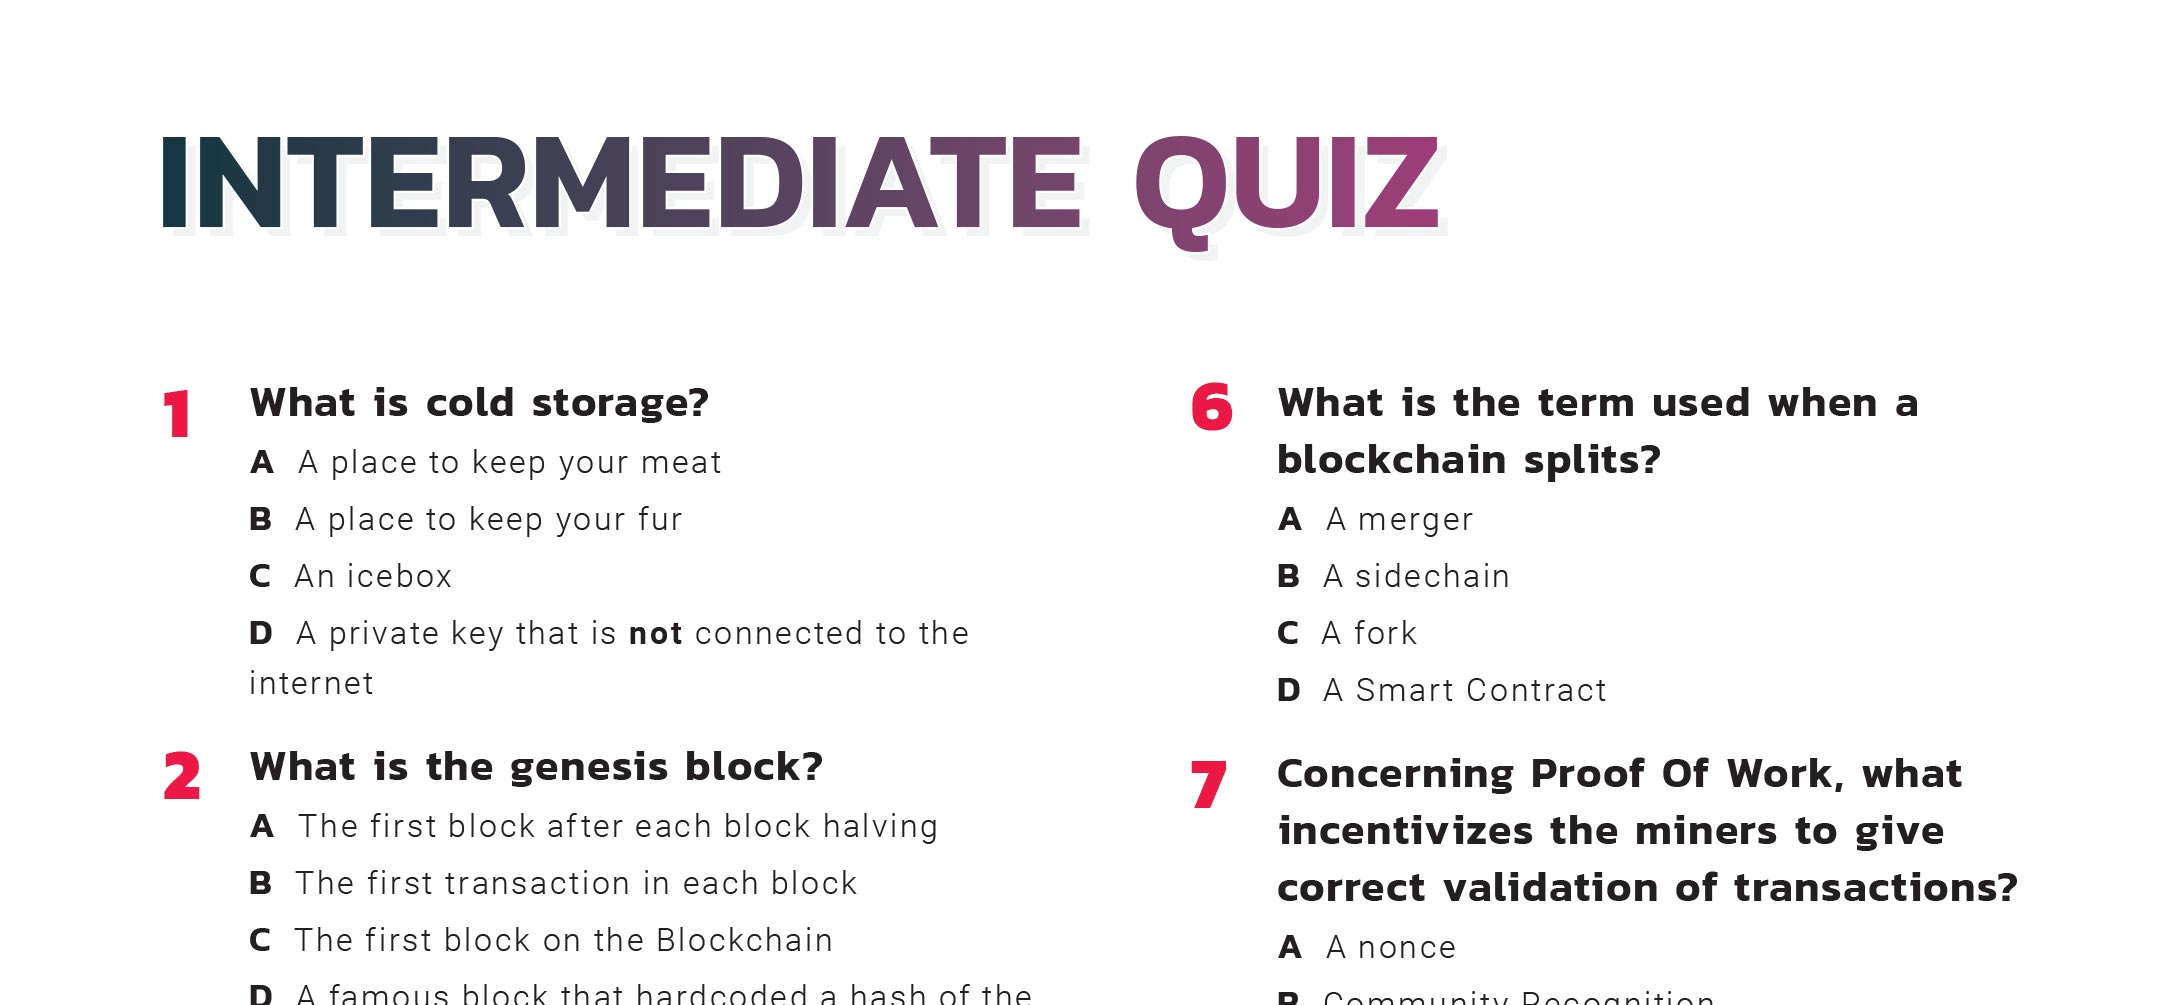 INTERMEDIATE QUIZ
1 What is cold storage?
A A place to keep your meat
B A place to keep your fur
C An icebox
D A private key that is not connected to the
internet
2 What is the genesis block?
A The first block after each block halving
B The first transaction in each block
C The first block on the Blockchain
D A famous block that hardcoded a hash of the
6 What is the term used when a
blockchain splits?
A A merger
B A sidechain
C A fork
D A Smart Contract
7 Concerning Proof Of Work, what
incentivizes the miners to give
correct validation of transactions?
A A nonce
B Community Recognition